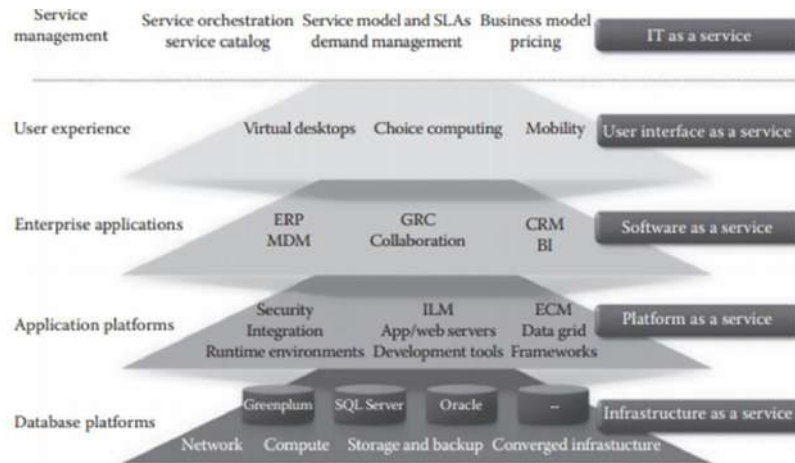 Service management
Service orchestration service catalog
Service model and SLAs demand management
Business model pricing
IT as a service
User experience
Virtual desktops
Choice computing
Mobility
User interface as a service
Enterprise applications
ERP
MDM
GRC
Collaboration
CRM
BI
Software as a service
Application platforms
Security
Integration
Runtime environments
ILM
App/web servers
Development tools
ECM
Data grid
Frameworks
Platform as a service
Database platforms
Greenplum
SQL Server
Oracle
--
Infrastructure as a service
Network
Compute
Storage and backup
Converged infrastucture